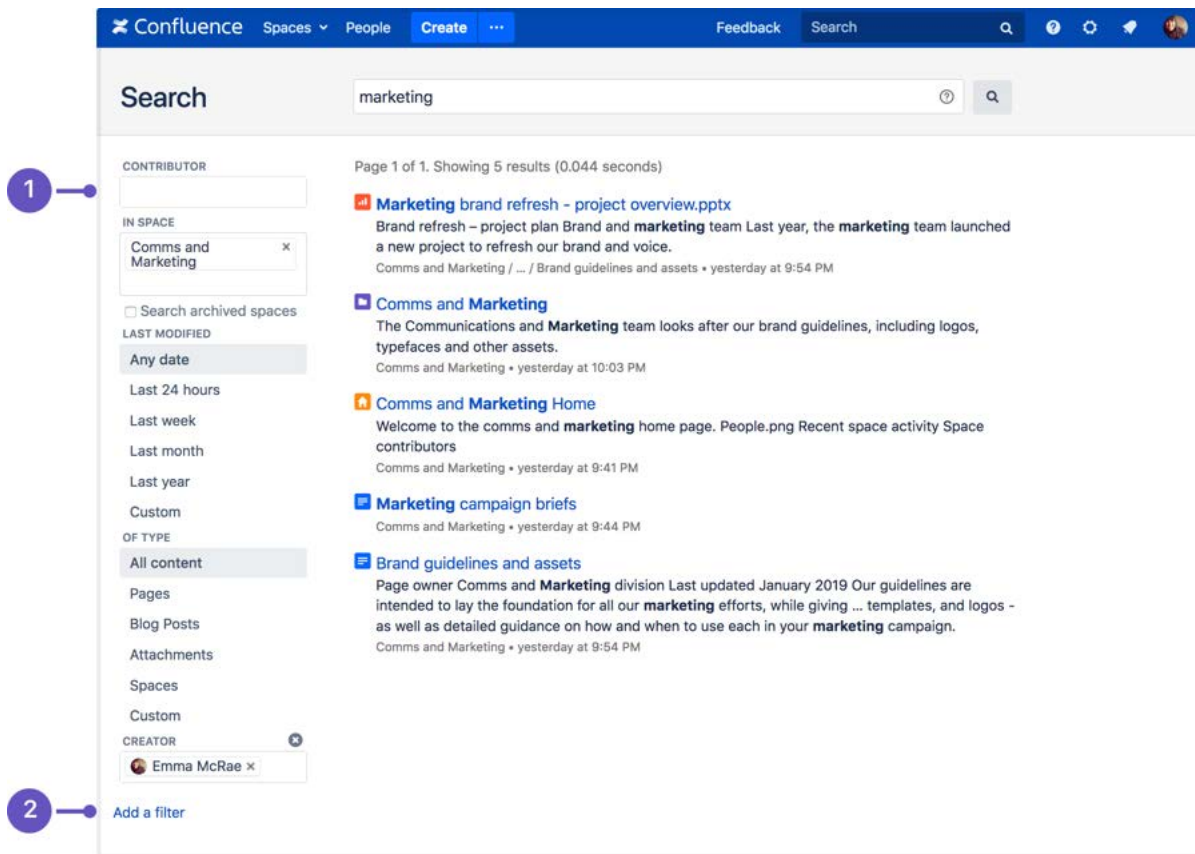 Confluence Spaces People Create ... Feedback Search
Search
marketing
1
CONTRIBUTOR
IN SPACE
Comms and
Marketing
Search archived spaces
LAST MODIFIED
Any date
Last 24 hours
Last week
Last month
Last year
Custom
OF TYPE
All content
Pages
Blog Posts
Attachments
Spaces
Custom
CREATOR
Emma McRae
2
Add a filter
Page 1 of 1. Showing 5 results (0.044 seconds)
Marketing brand refresh - project overview.pptx
Brand refresh – project plan Brand and marketing team Last year, the marketing team launched
a new project to refresh our brand and voice.
Comms and Marketing / ... / Brand guidelines and assets • yesterday at 9:54 PM
Comms and Marketing
The Communications and Marketing team looks after our brand guidelines, including logos,
typefaces and other assets.
Comms and Marketing • yesterday at 10:03 PM
Comms and Marketing Home
Welcome to the comms and marketing home page. People.png Recent space activity Space
contributors
Comms and Marketing • yesterday at 9:41 PM
Marketing campaign briefs
Comms and Marketing • yesterday at 9:44 PM
Brand guidelines and assets
Page owner Comms and Marketing division Last updated January 2019 Our guidelines are
intended to lay the foundation for all our marketing efforts, while giving ... templates, and logos -
as well as detailed guidance on how and when to use each in your marketing campaign.
Comms and Marketing • yesterday at 9:54 PM